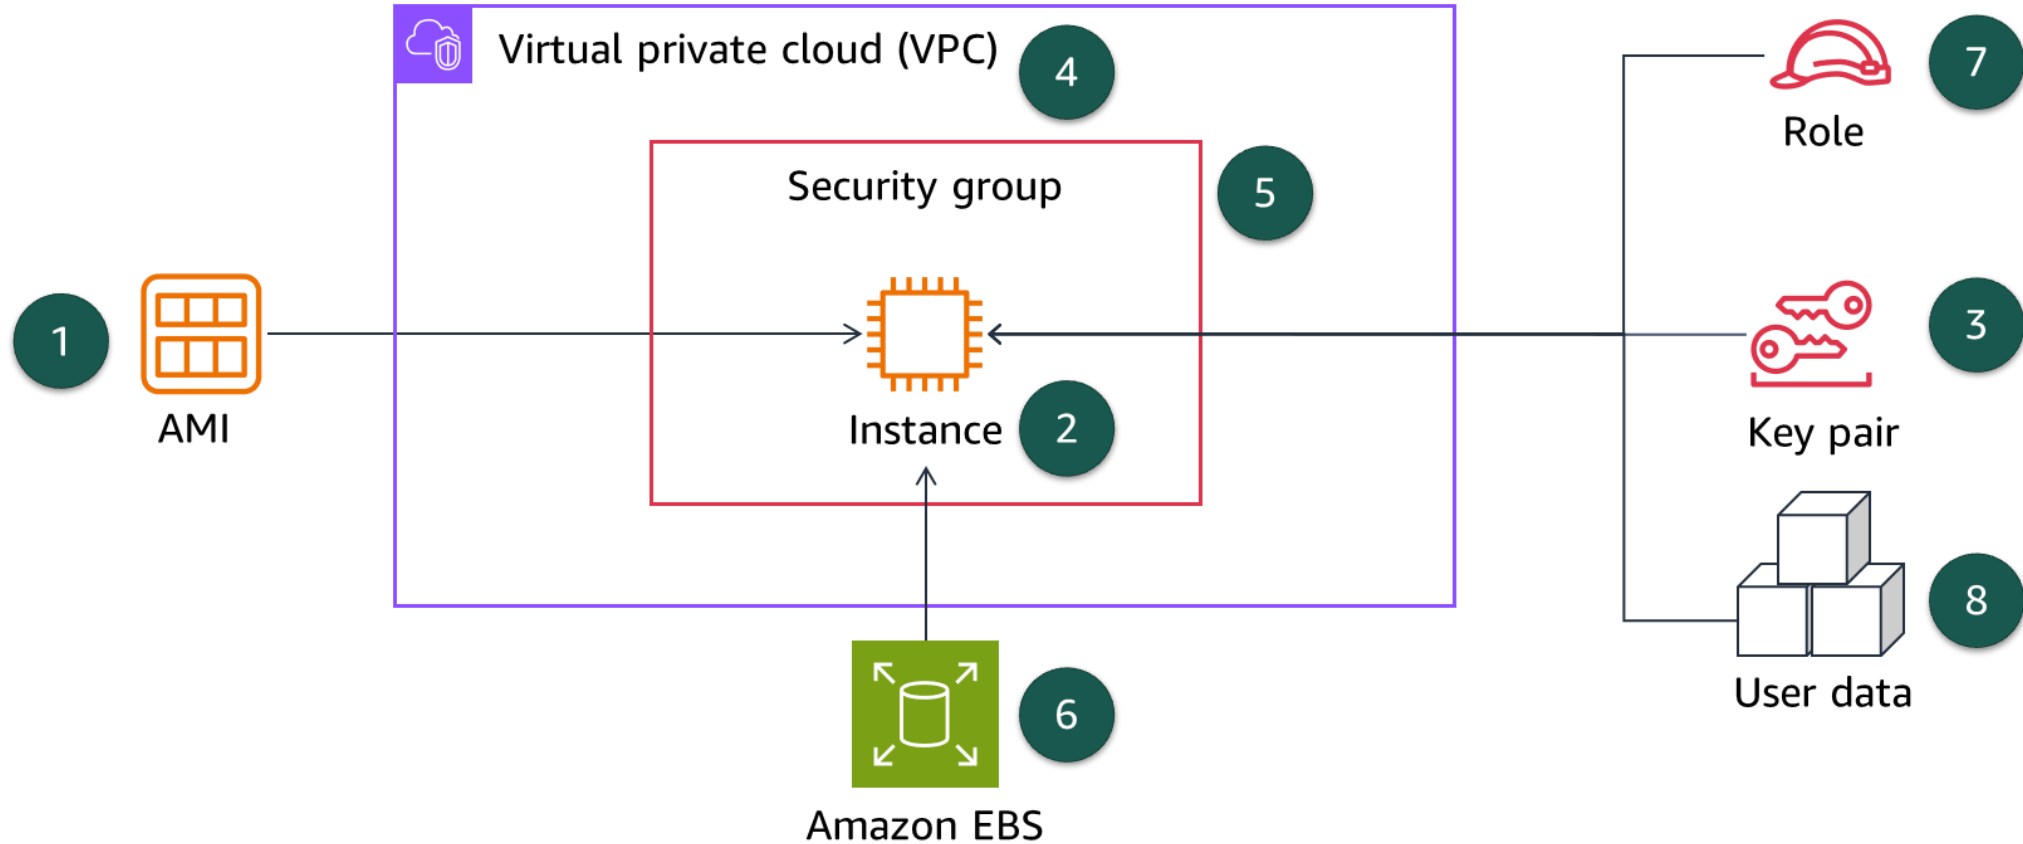 Virtual private cloud (VPC)
4
7
Role
Security group
5
1
AMI
Instance
2
3
Key pair
8
User data
6
Amazon EBS